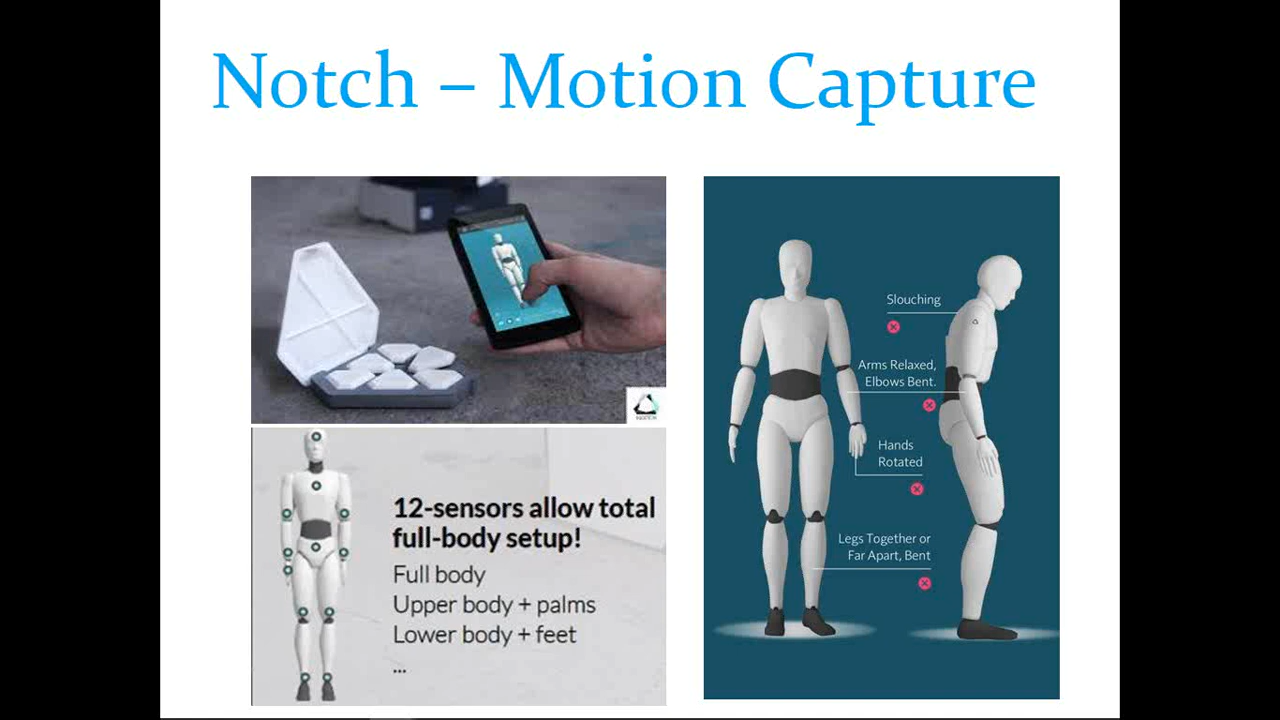 Notch – Motion Capture
12-sensors allow total
full-body setup!
Full body
Upper body + palms
Lower body + feet
...
Slouching
Arms Relaxed,
Elbows Bent.
Hands
Rotated
Legs Together or
Far Apart, Bent